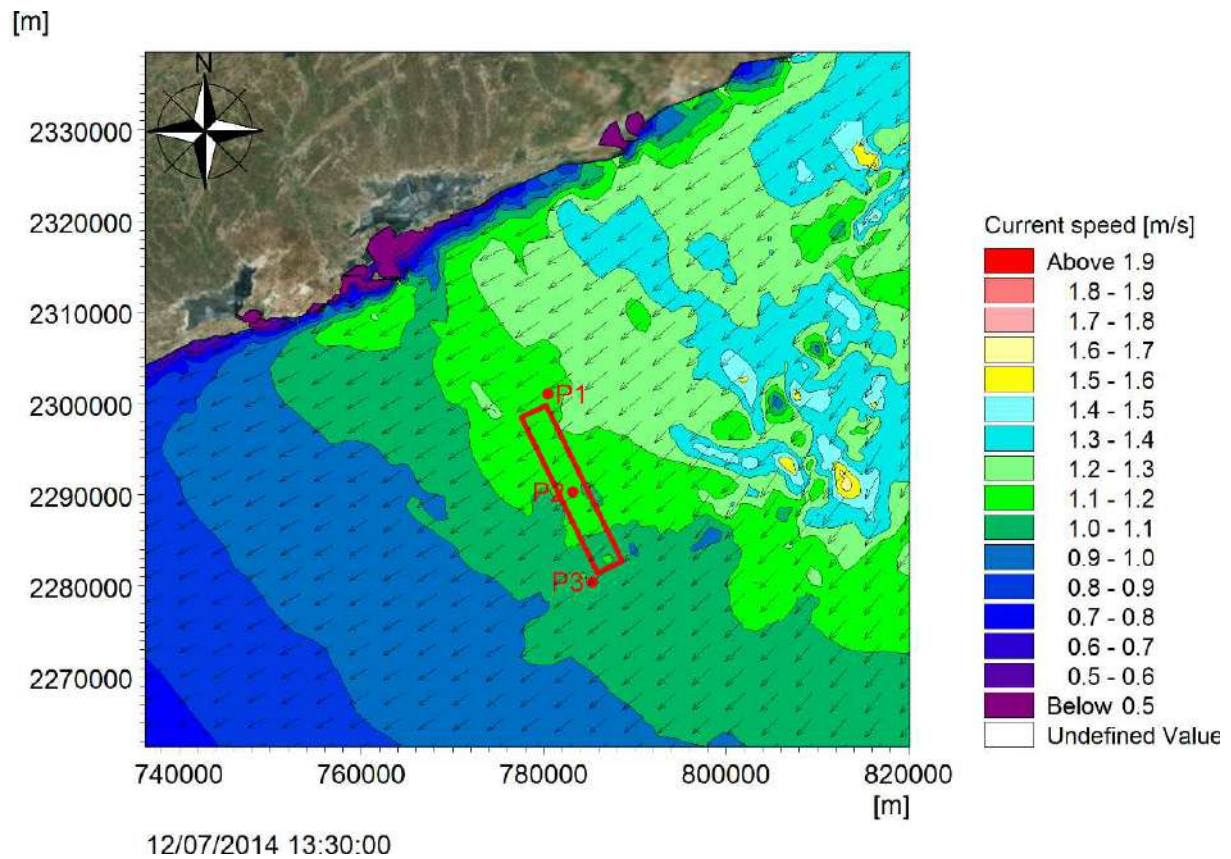 [m]
N
2330000
2320000
2310000
2300000
2290000
2280000
2270000
P1
P2
P3
740000 760000 780000 800000 820000
[m]
12/07/2014 13:30:00
Current speed [m/s]
Above 1.9
1.8 - 1.9
1.7 - 1.8
1.6 - 1.7
1.5 - 1.6
1.4 - 1.5
1.3 - 1.4
1.2 - 1.3
1.1 - 1.2
1.0 - 1.1
0.9 - 1.0
0.8 - 0.9
0.7 - 0.8
0.6 - 0.7
0.5 - 0.6
Below 0.5
Undefined Value